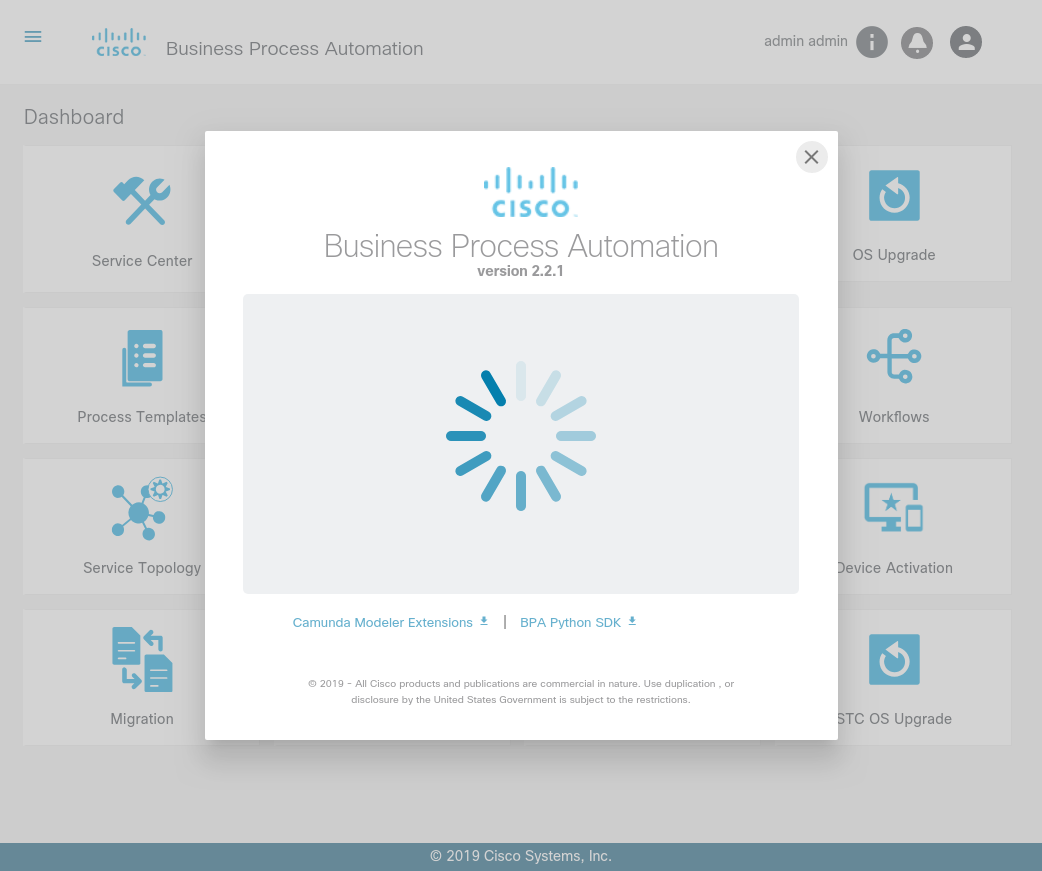 CISCO
Business Process Automation
admin admin
Dashboard
CISCO
Business Process Automation
version 2.2.1
Service Center
OS Upgrade
Process Templates
Workflows
Service Topology
Device Activation
Camunda Modeler Extensions | BPA Python SDK
© 2019 - All Cisco products and publications are commercial in nature. Use duplication , or
disclosure by the United States Government is subject to the restrictions.
Migration
STC OS Upgrade
© 2019 Cisco Systems, Inc.